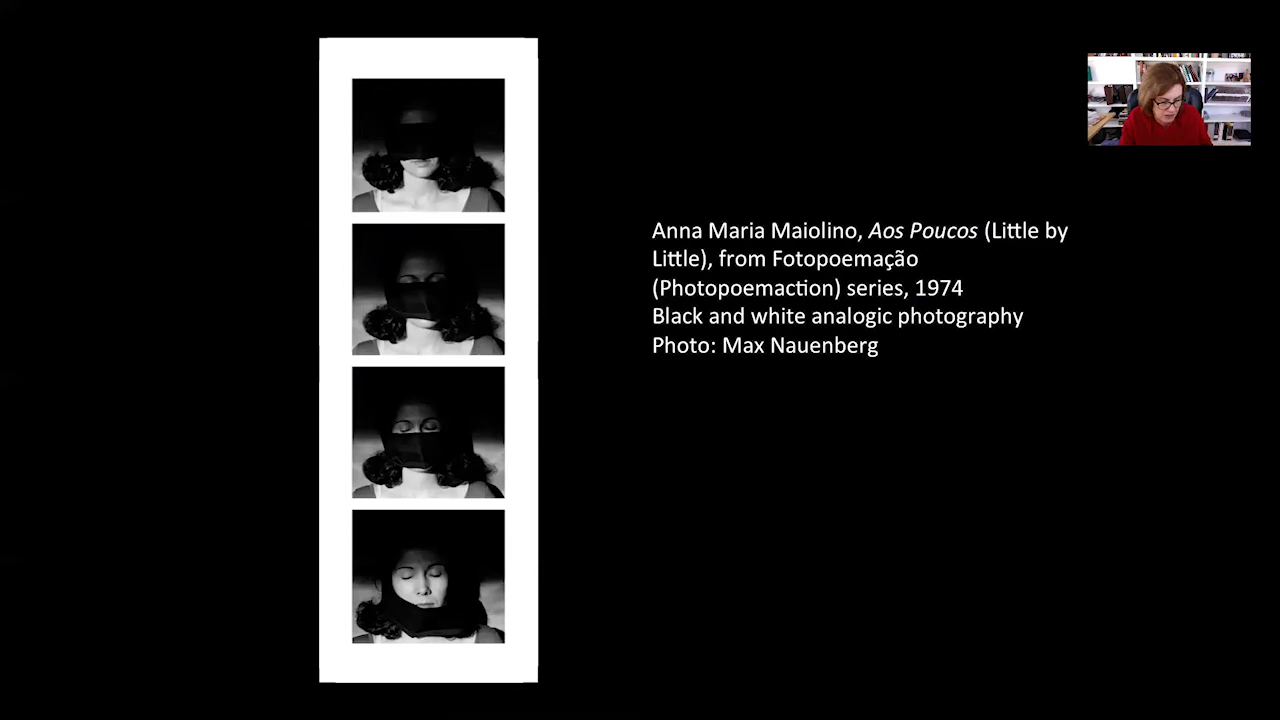 Anna Maria Maiolino, Aos Poucos (Little by
Little), from Fotopoemação
(Photopoemaction) series, 1974
Black and white analogic photography
Photo: Max Nauenberg